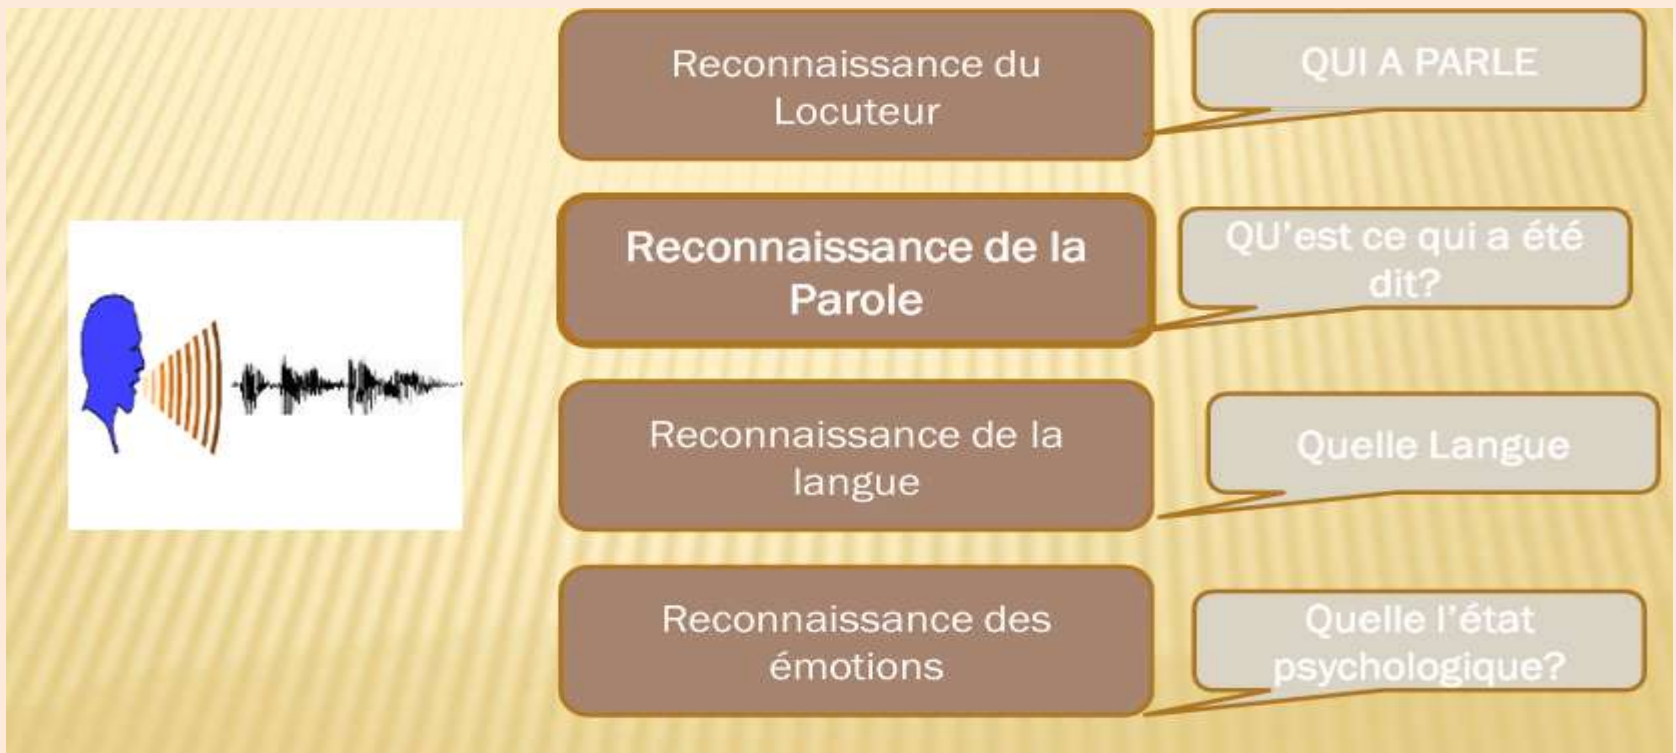 Reconnaissance du
Locuteur
QUI A PARLE
Reconnaissance de la
Parole
QU'est ce qui a été
dit?
Reconnaissance de la
langue
Quelle Langue
Reconnaissance des
émotions
Quelle l'état
psychologique?